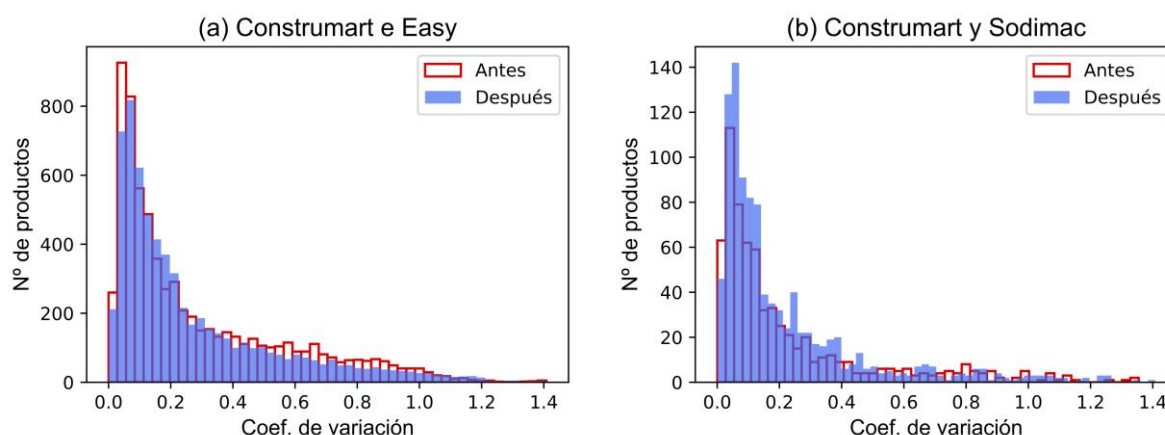 (a) Construmart e Easy
Antes
Después
Nº de productos
800
600
400
200
0
0.0 0.2 0.4 0.6 0.8 1.0 1.2 1.4
Coef. de variación
(b) Construmart y Sodimac
Antes
Después
Nº de productos
140
120
100
80
60
40
20
0
0.0 0.2 0.4 0.6 0.8 1.0 1.2 1.4
Coef. de variación